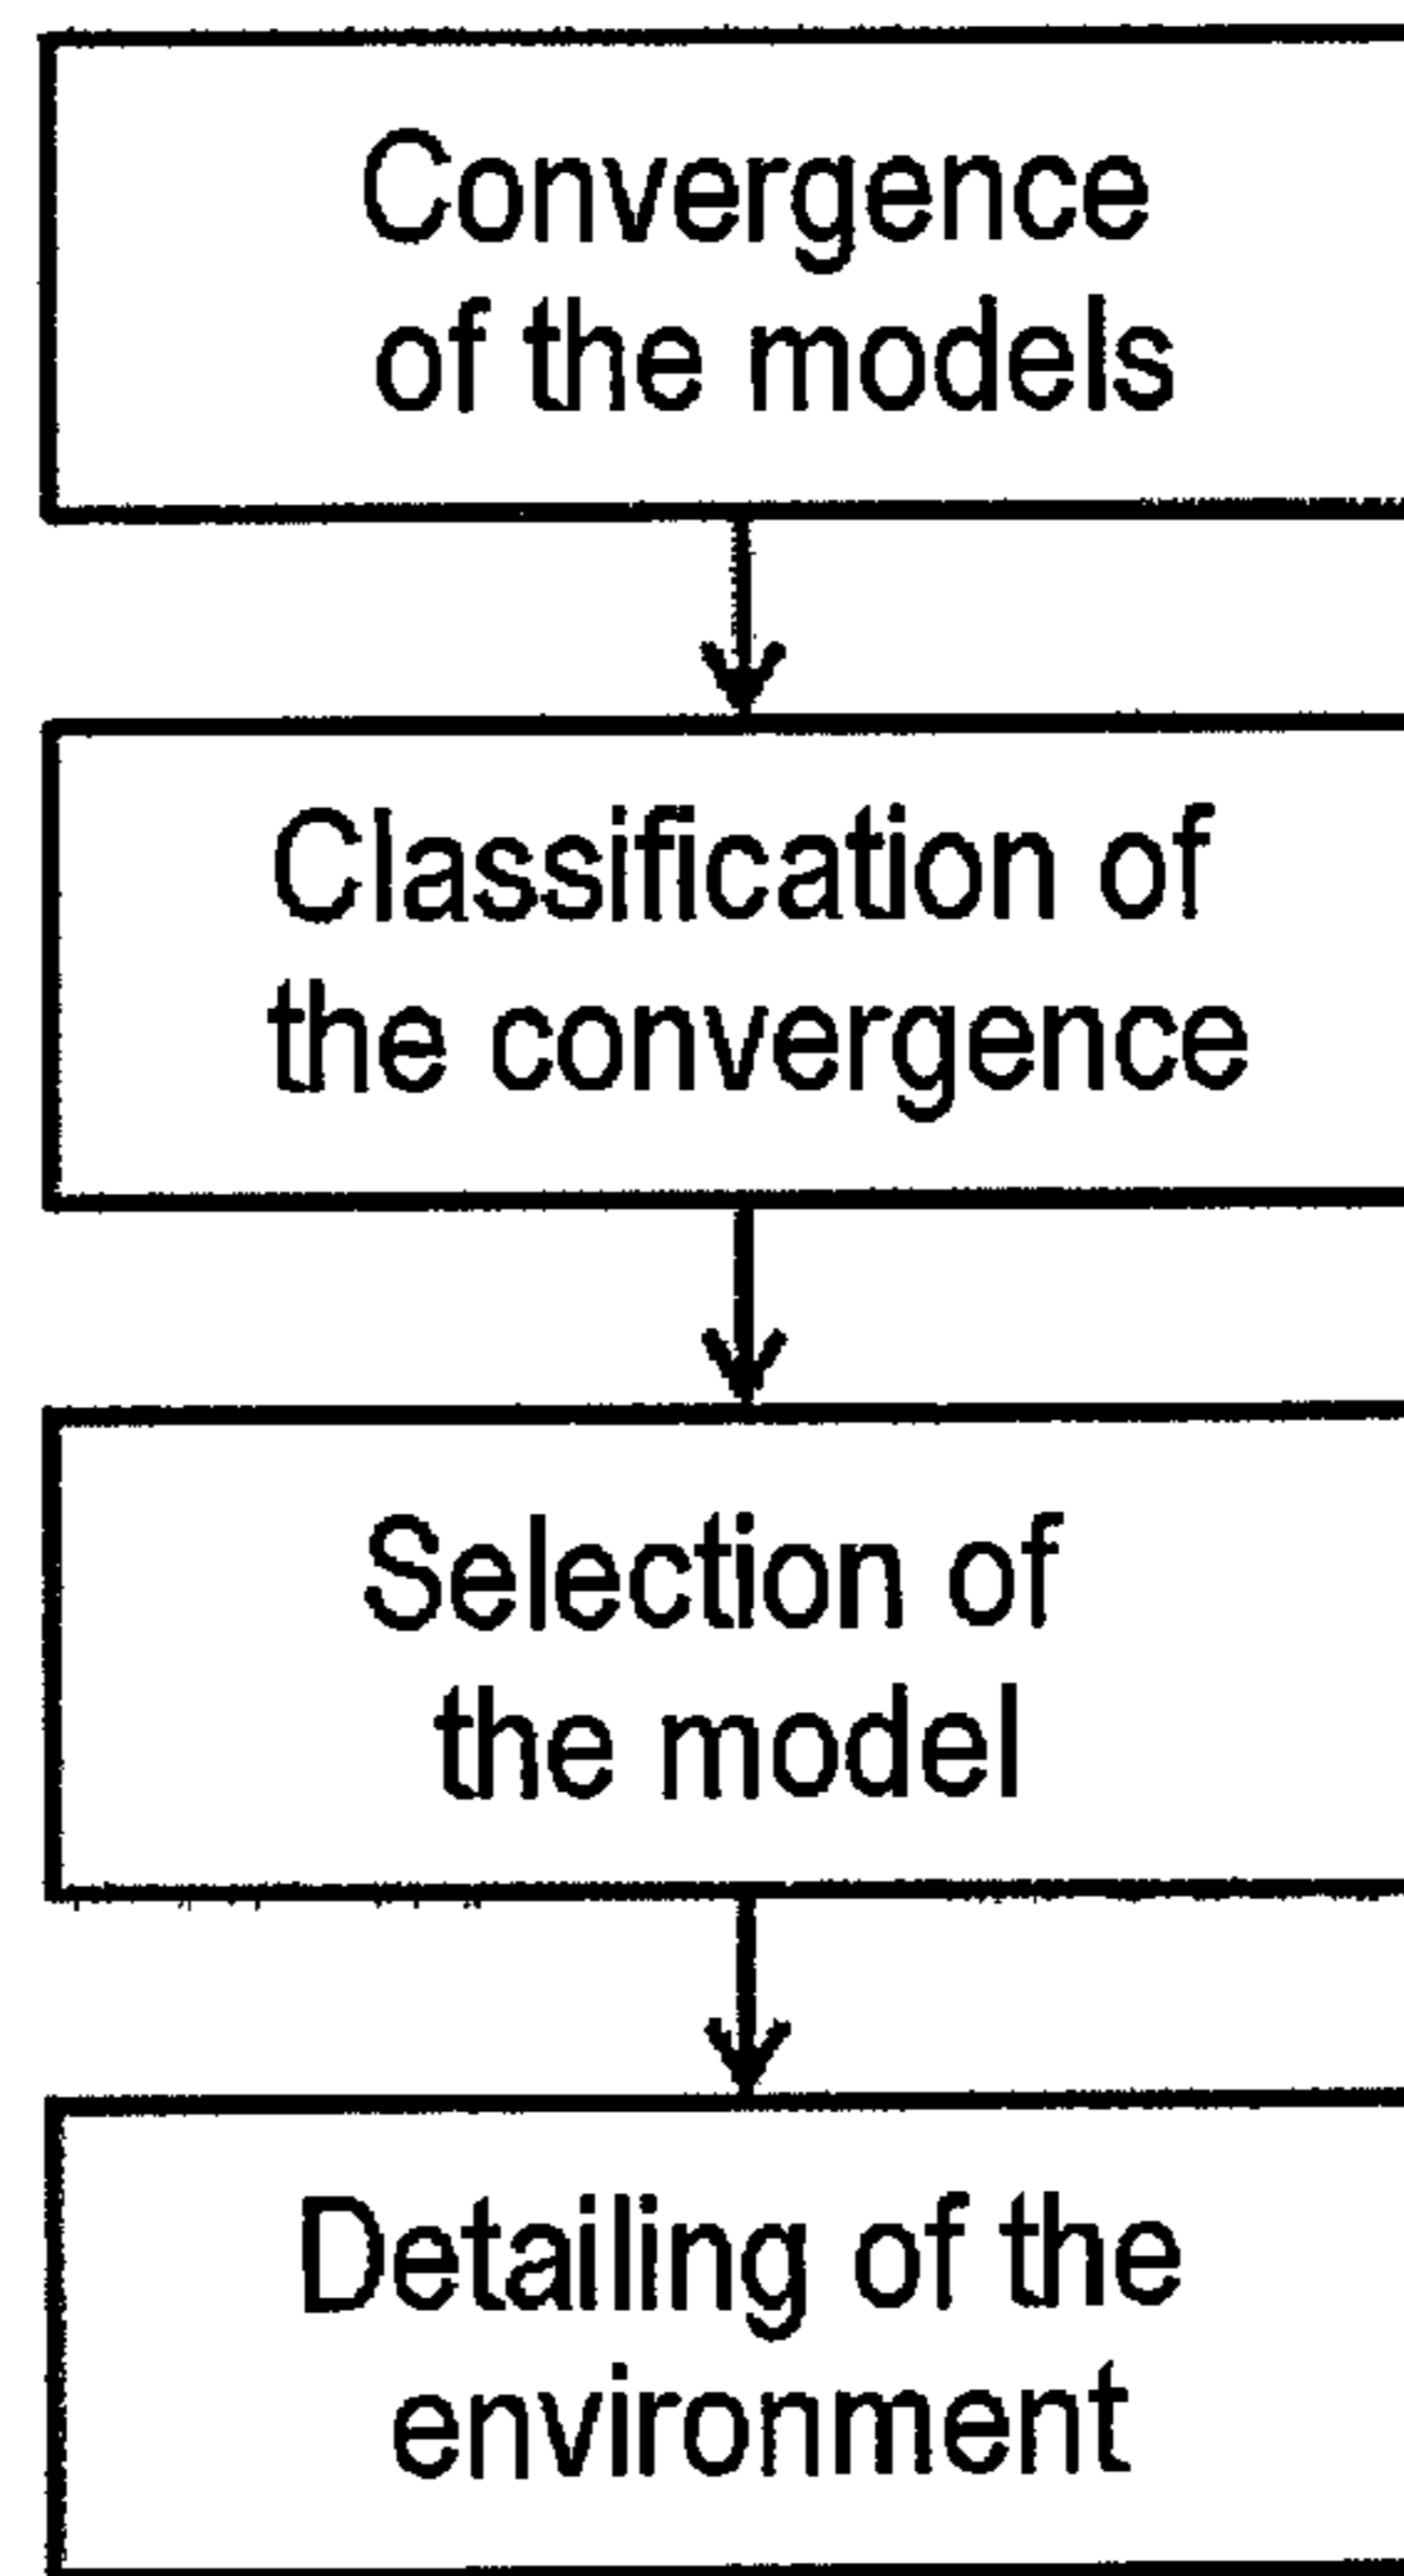 Convergence
of the models
Classification of
the convergence
Selection of
the model
Detailing of the
environment